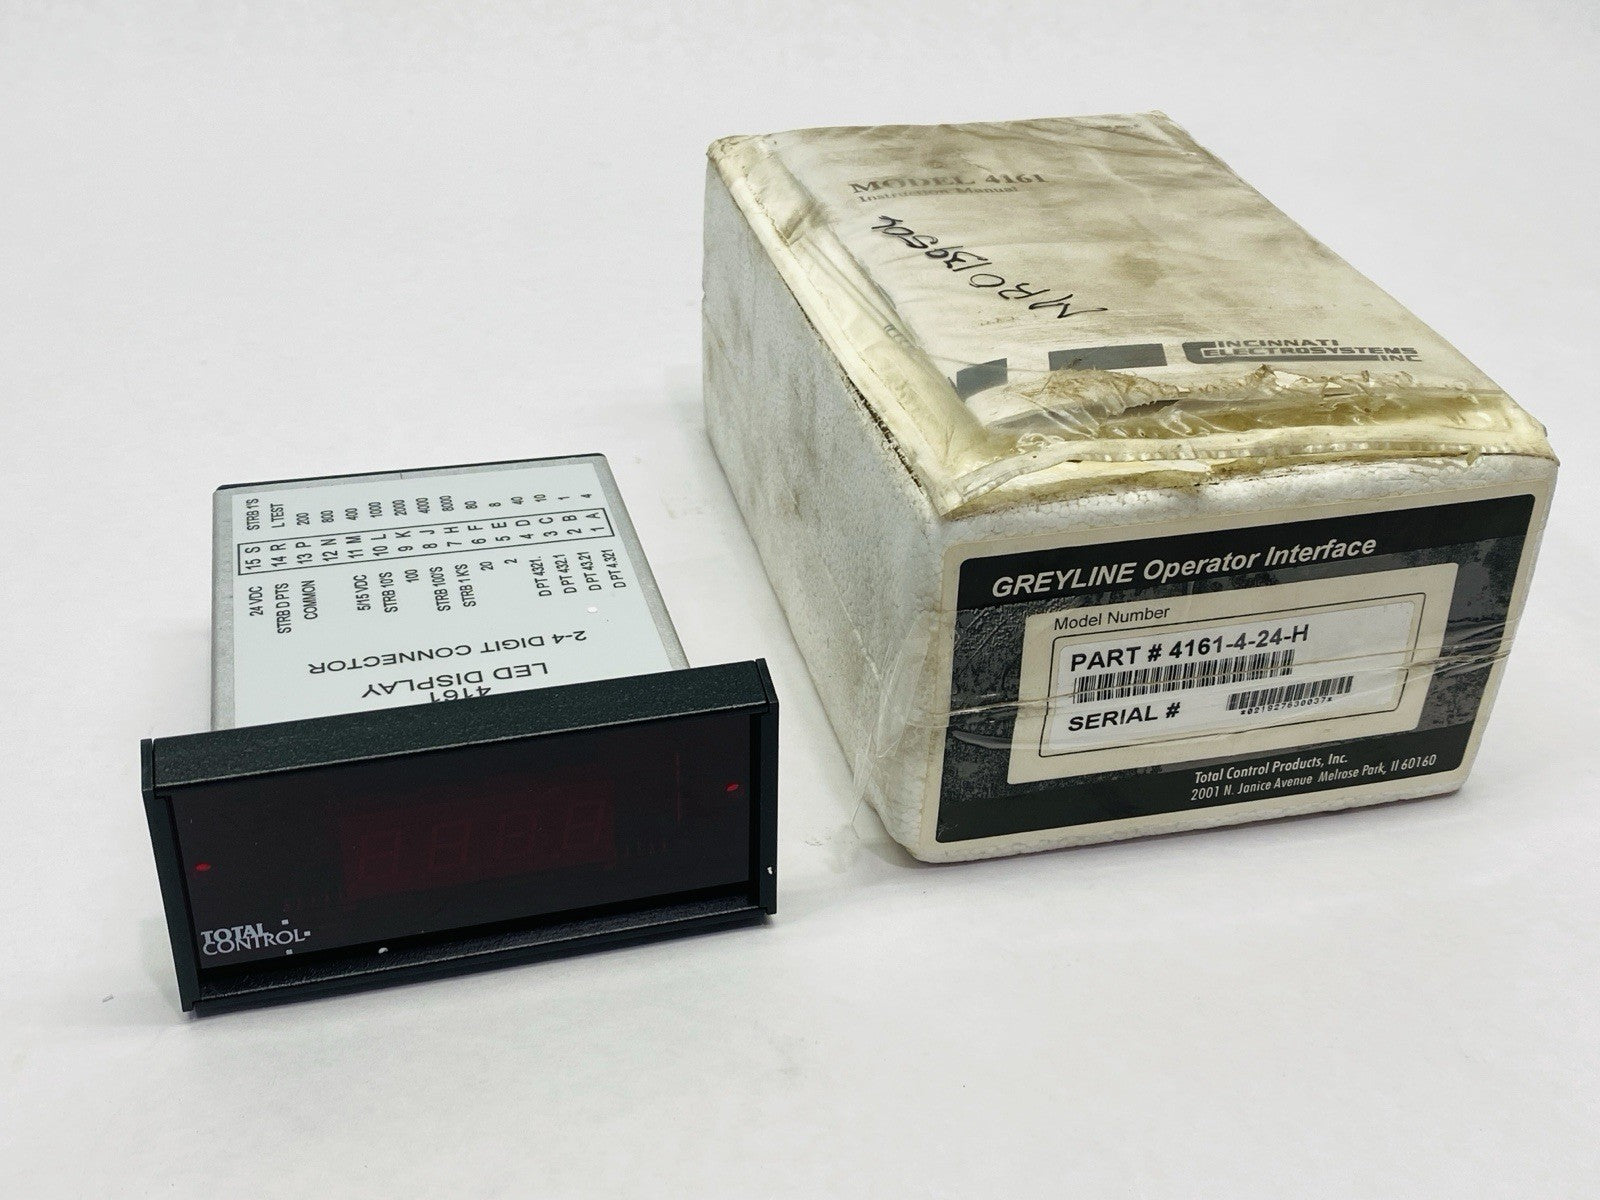 MODEL 4161
Instruction Manual
MRO139504
CINCINNATI
ELECTROSYSTEMS
INC
GREYLINE Operator Interface
Model Number
PART # 4161-4-24-H
SERIAL #
*021927630037*
Total Control Products, Inc.
2001 N. Janice Avenue Melrose Park, Il 60160
24 VDC 15 S STRB 1'S
STRB D PTS 14 R L TEST
COMMON 13 P 200
12 N 800
5/15 VDC 11 M 400
STRB 10'S 10 L 1000
100 9 K 2000
STRB 100'S 8 J 4000
STRB 1 K'S 7 H 8000
20 6 F 80
2 5 E 8
4 D 40
D PT 4321. 3 C 10
D PT 432.1 2 B 1
D PT 43.21 1 A 4
D PT 4.321
2-4 DIGIT CONNECTOR
LED DISPLAY
4161
TOTAL
CONTROL